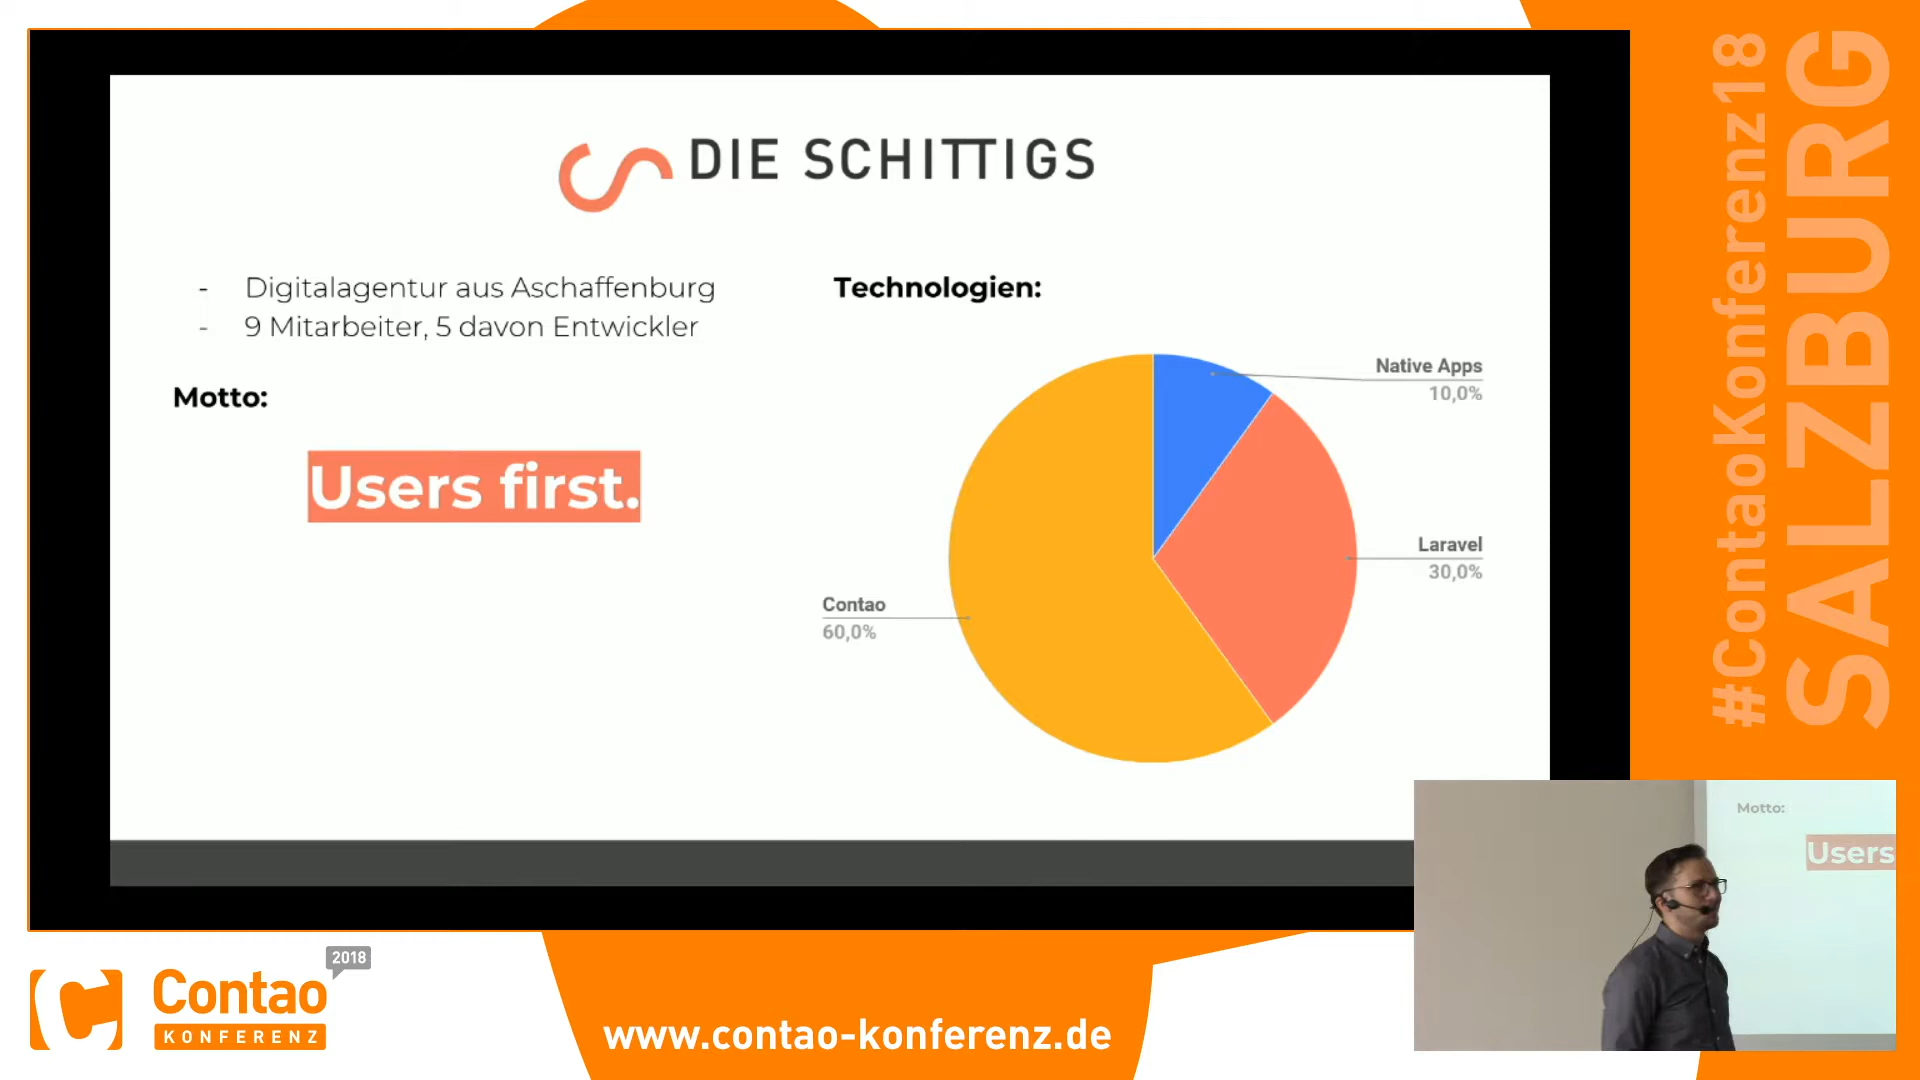 DIE SCHITTIGS
- Digitalagentur aus Aschaffenburg
- 9 Mitarbeiter, 5 davon Entwickler
Motto:
Users first.
Technologien:
Native Apps
10,0%
Laravel
30,0%
Contao
60,0%
#ContaoKonferenz18
SALZBURG
Motto:
Users
2018
Contao
KONFERENZ
www.contao-konferenz.de